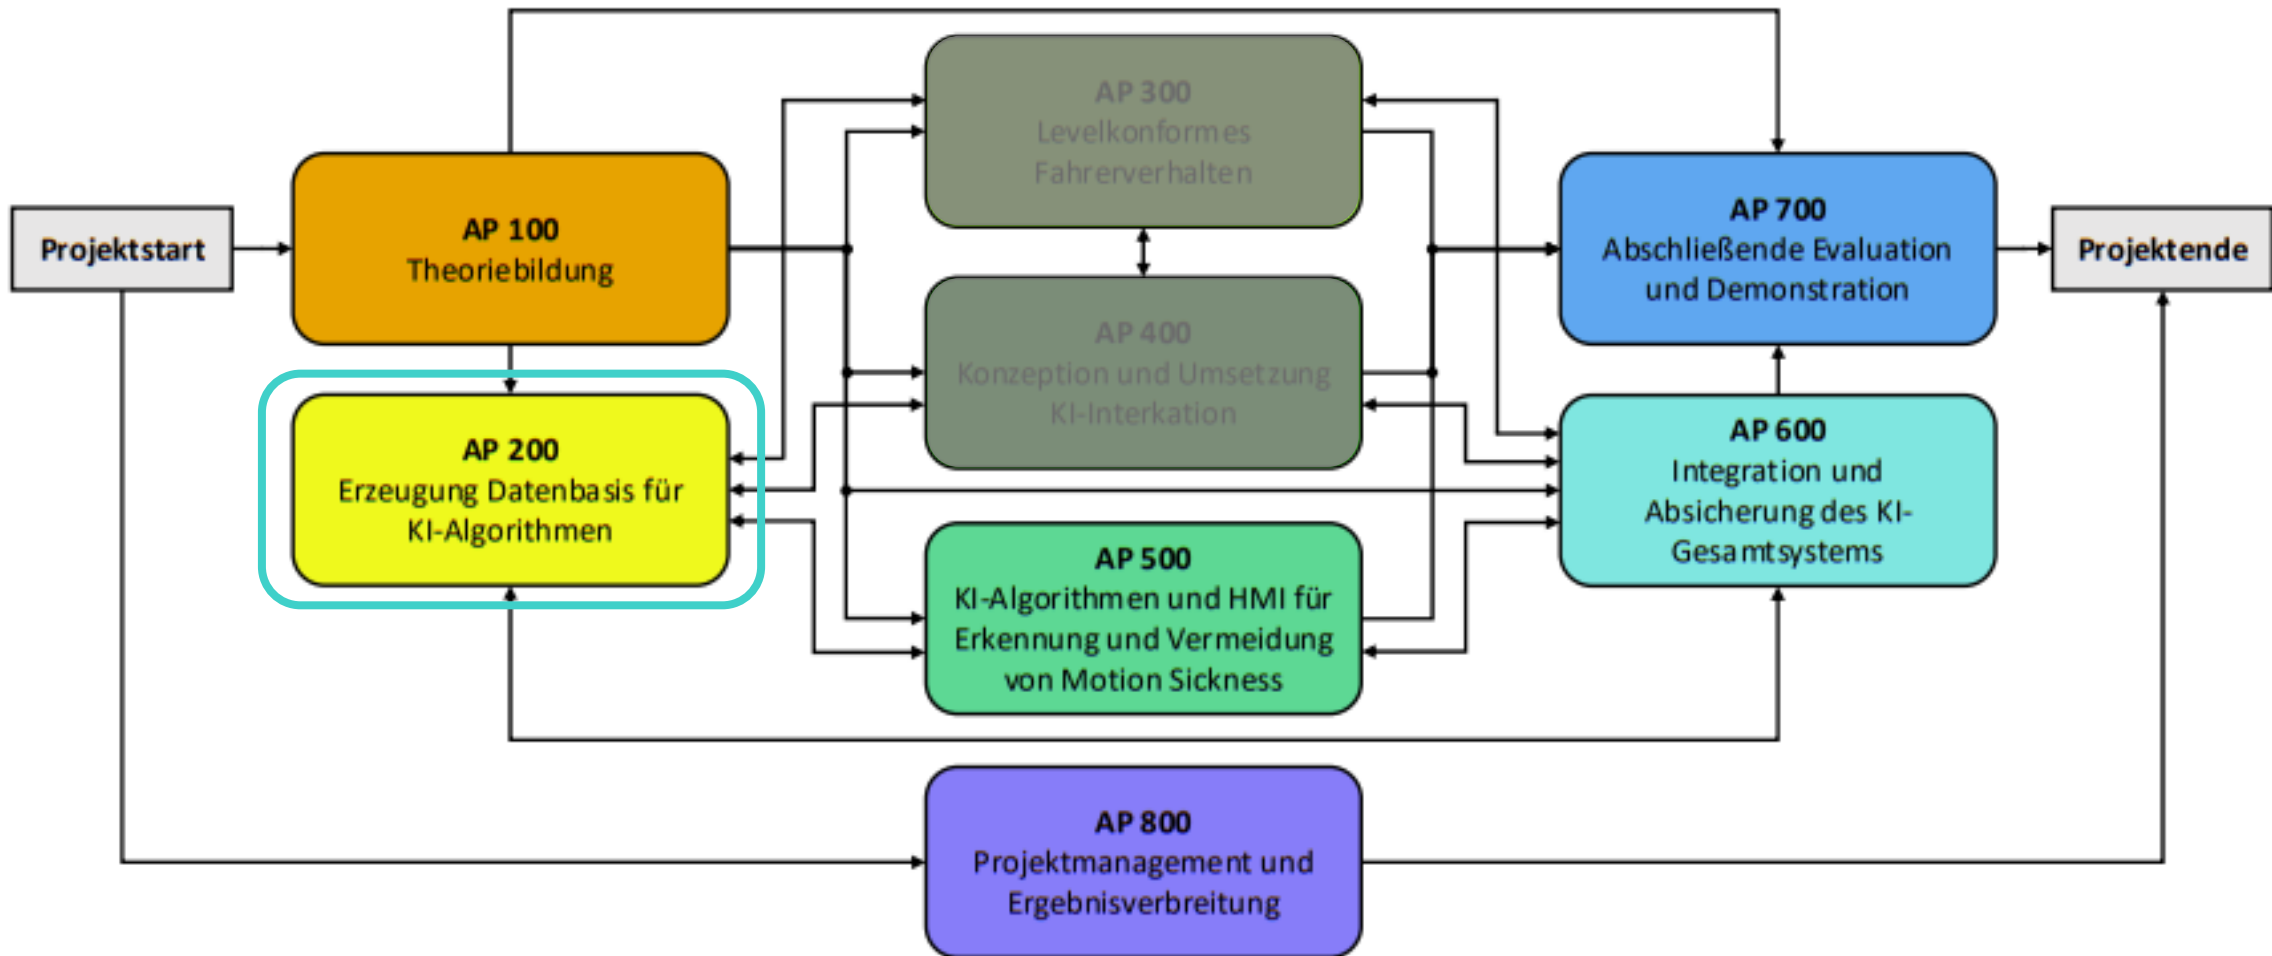 Projektstart
AP 100
Theoriebildung
AP 200
Erzeugung Datenbasis für
KI-Algorithmen
AP 300
Levelkonformes
Fahrerverhalten
AP 400
Konzeption und Umsetzung
KI-Interkation
AP 500
KI-Algorithmen und HMI für
Erkennung und Vermeidung
von Motion Sickness
AP 700
Abschließende Evaluation
und Demonstration
AP 600
Integration und
Absicherung des KI-
Gesamtsystems
Projektende
AP 800
Projektmanagement und
Ergebnisverbreitung